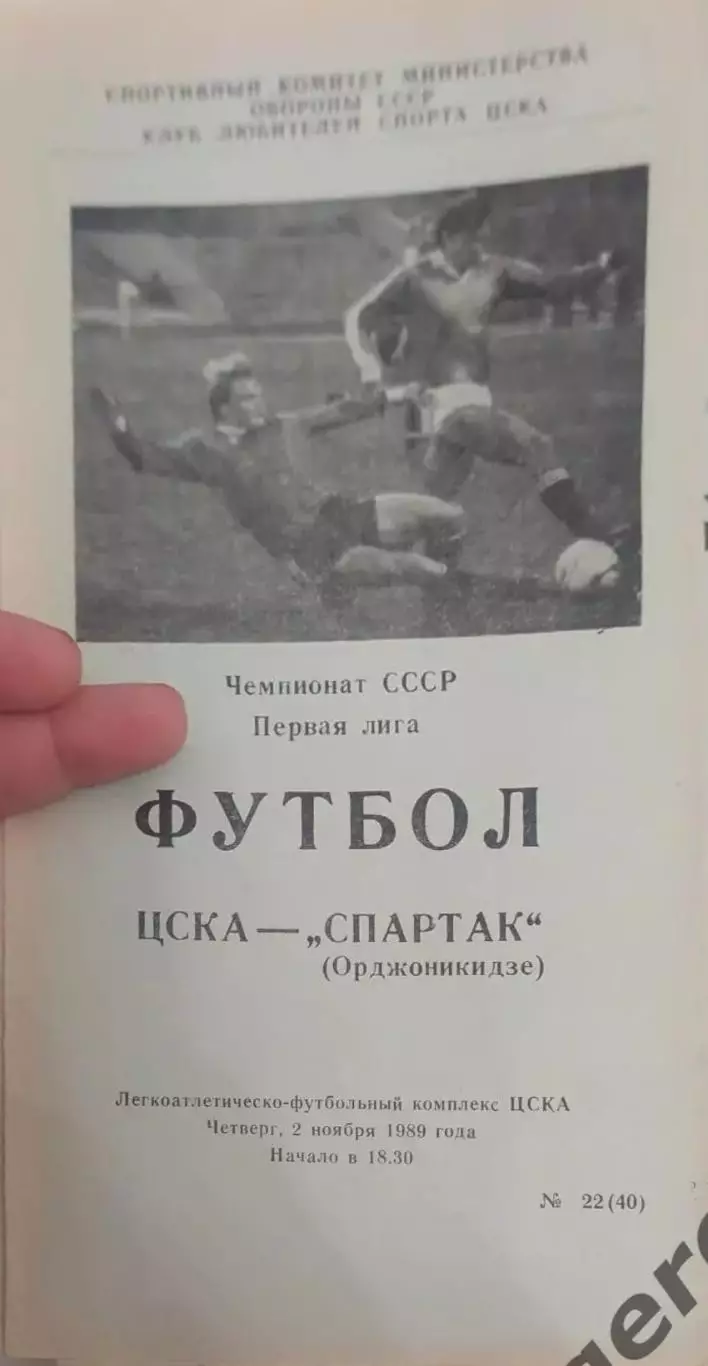 СПОРТИВНЫЙ КОМИТЕТ МИНИСТЕРСТВА
ОБОРОНЫ СССР
КЛУБ ЛЮБИТЕЛЕЙ СПОРТА ЦСКА
Чемпионат СССР
Первая лига
ФУТБОЛ
ЦСКА — „СПАРТАК“
(Орджоникидзе)
Легкоатлетическо-футбольный комплекс ЦСКА
Четверг, 2 ноября 1989 года
Начало в 18.30
№ 22 (40)